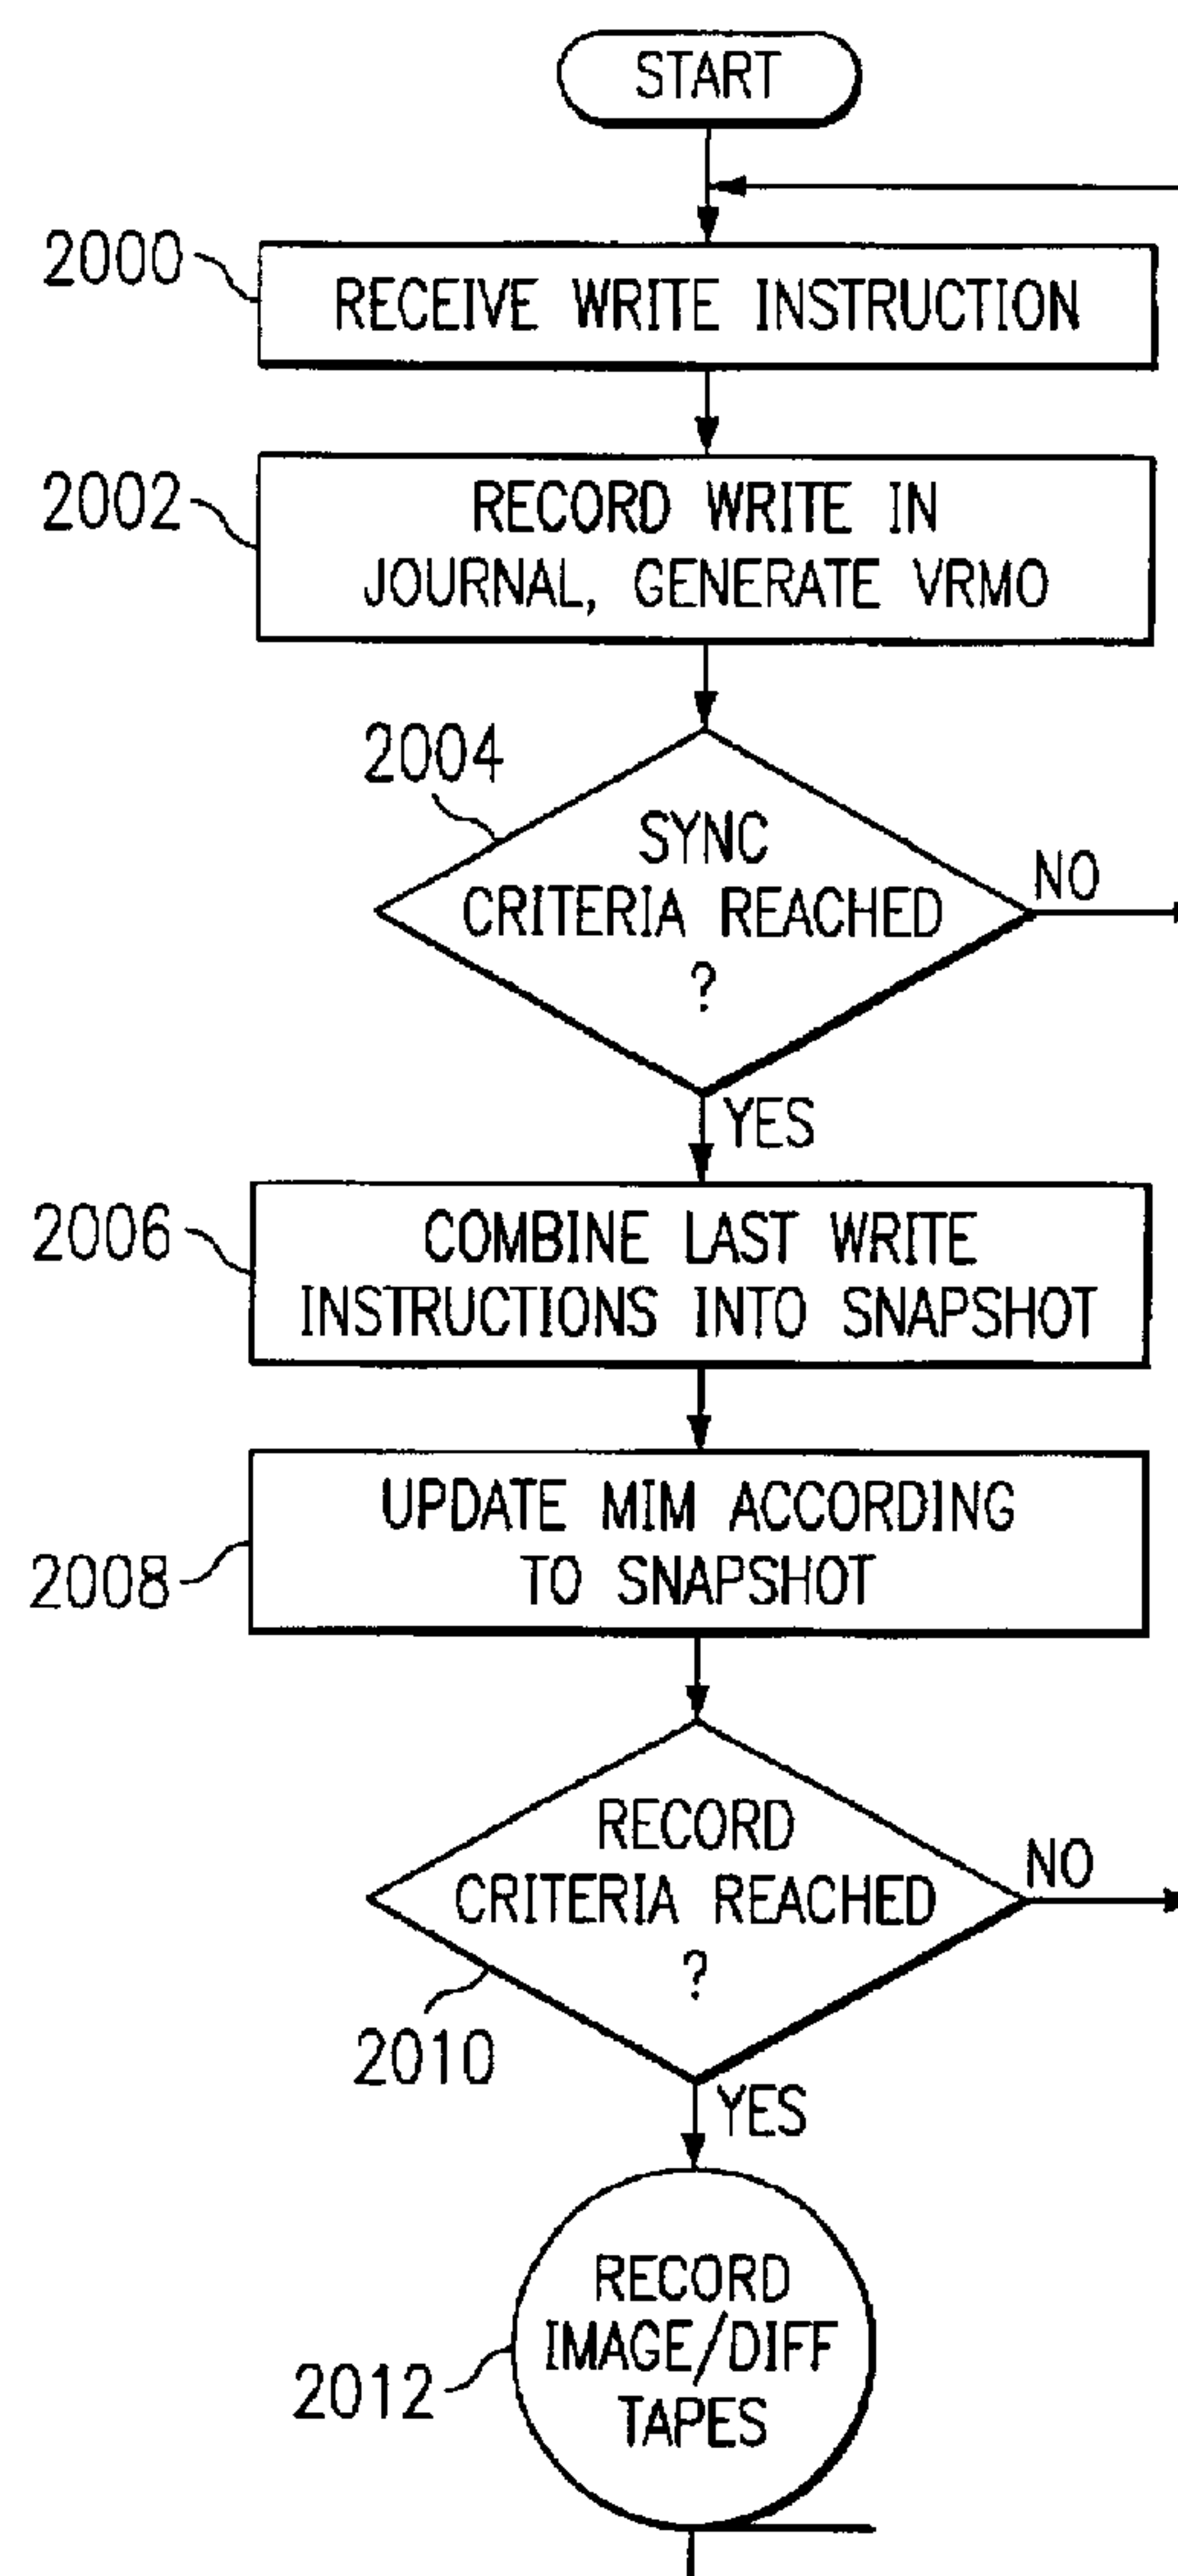 START
2000
RECEIVE WRITE INSTRUCTION
2002
RECORD WRITE IN
JOURNAL, GENERATE VRMO
2004
SYNC
CRITERIA REACHED
?
NO
YES
2006
COMBINE LAST WRITE
INSTRUCTIONS INTO SNAPSHOT
UPDATE MIM ACCORDING
TO SNAPSHOT
2008
RECORD
CRITERIA REACHED
?
NO
2010
YES
RECORD
IMAGE/DIFF
TAPES
2012